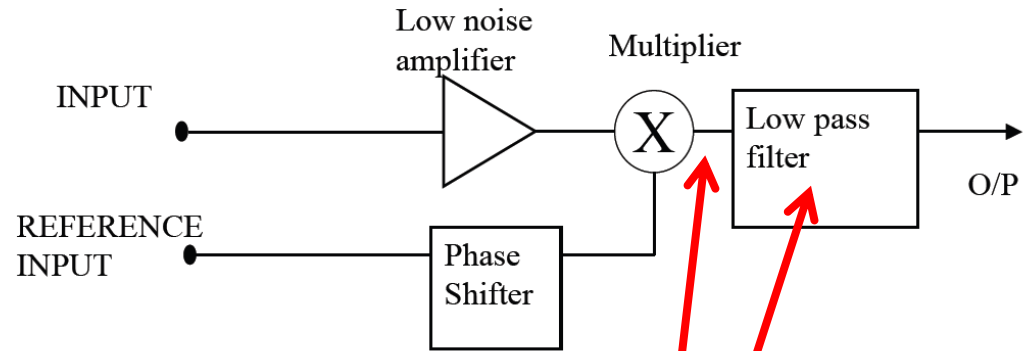 Low noise
amplifier
Multiplier
INPUT
X
Low pass
filter
O/P
REFERENCE
INPUT
Phase
Shifter